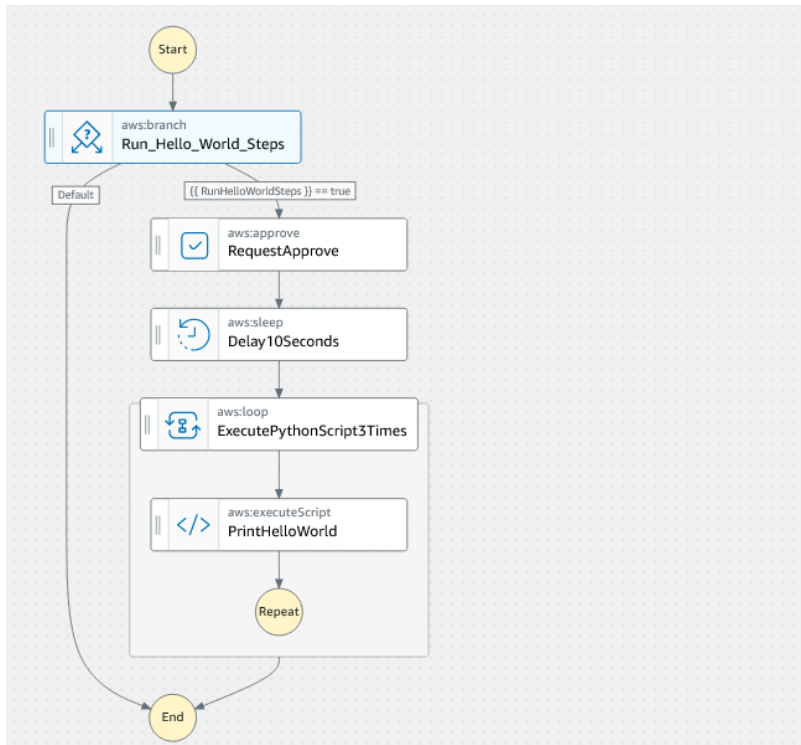 Start
aws:branch
Run_Hello_World_Steps
Default
{{ RunHelloWorldSteps }} == true
aws:approve
RequestApprove
aws:sleep
Delay10Seconds
aws:loop
ExecutePythonScript3Times
aws:executeScript
PrintHelloWorld
Repeat
End